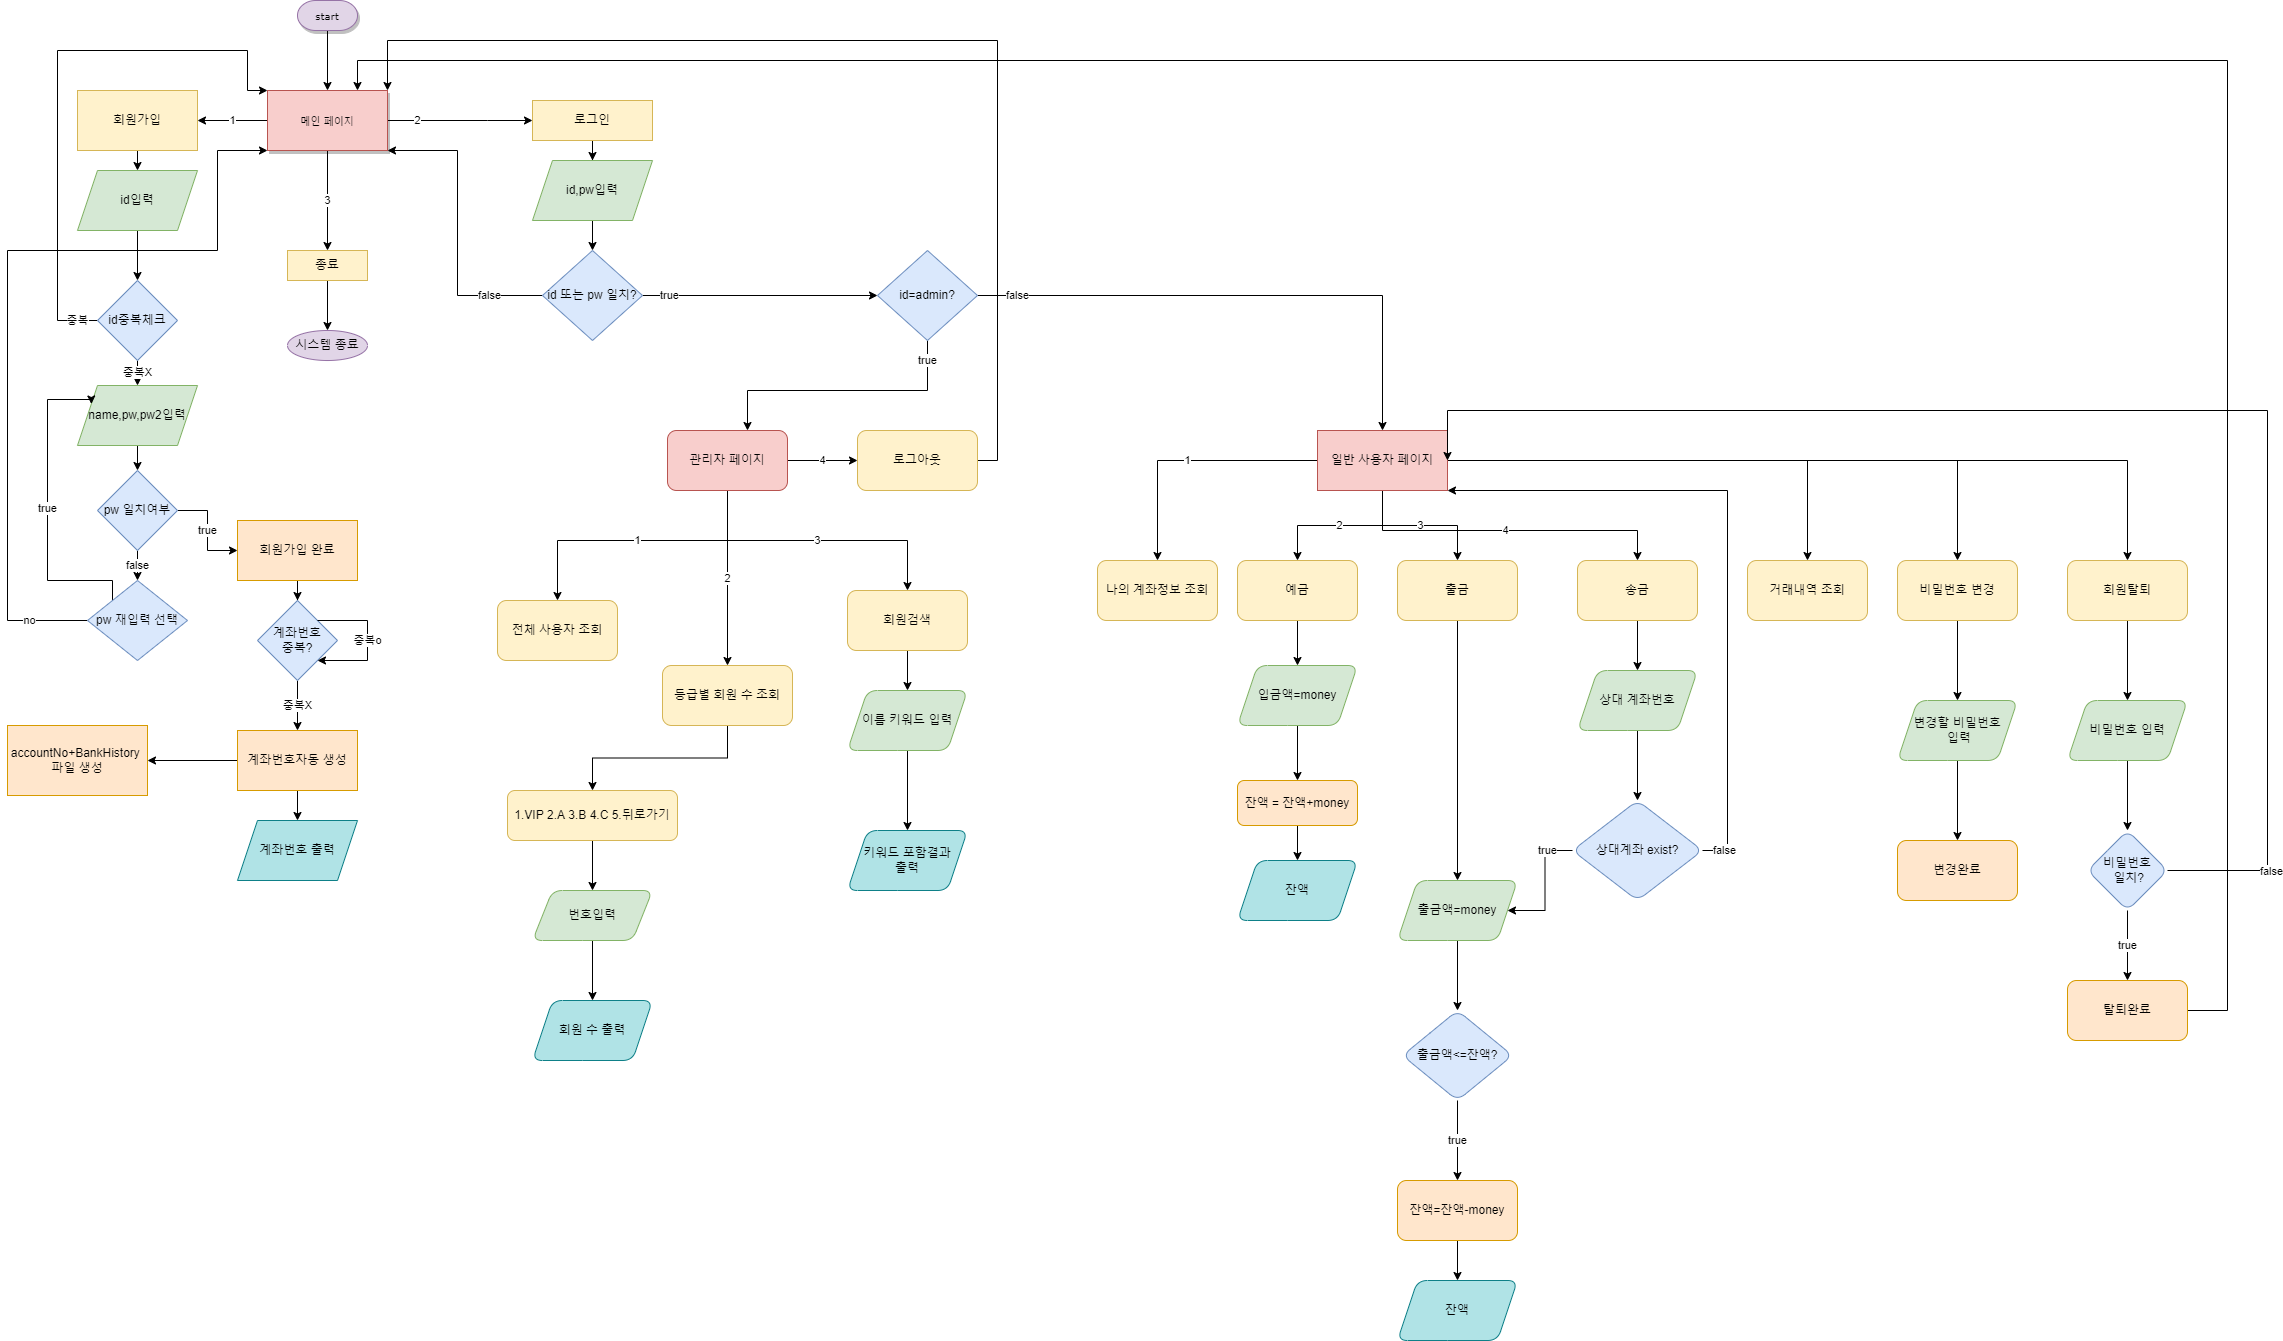 start
회원가입
1
메인 페이지
2
로그인
id입력
3
id,pw입력
종료
id 또는 pw 일치?
false
true
id=admin?
false
중복
id중복체크
시스템 종료
true
중복X
name,pw,pw2입력
관리자 페이지
4
로그아웃
1
일반 사용자 페이지
true
pw 일치여부
true
회원가입 완료
false
1
3
2
2
3
4
no
pw 재입력 선택
계좌번호
중복?
중복o
전체 사용자 조회
회원검색
나의 계좌정보 조회
예금
출금
송금
거래내역 조회
비밀번호 변경
회원탈퇴
중복X
등급별 회원 수 조회
이름 키워드 입력
입금액=money
상대 계좌번호
변경할 비밀번호
입력
비밀번호 입력
accountNo+BankHistory
파일 생성
계좌번호자동 생성
1.VIP 2.A 3.B 4.C 5.뒤로가기
잔액 = 잔액+money
계좌번호 출력
키워드 포함결과
출력
잔액
true
상대계좌 exist?
false
변경완료
비밀번호
일치?
false
번호입력
출금액=money
true
회원 수 출력
탈퇴완료
출금액<=잔액?
true
잔액=잔액-money
잔액